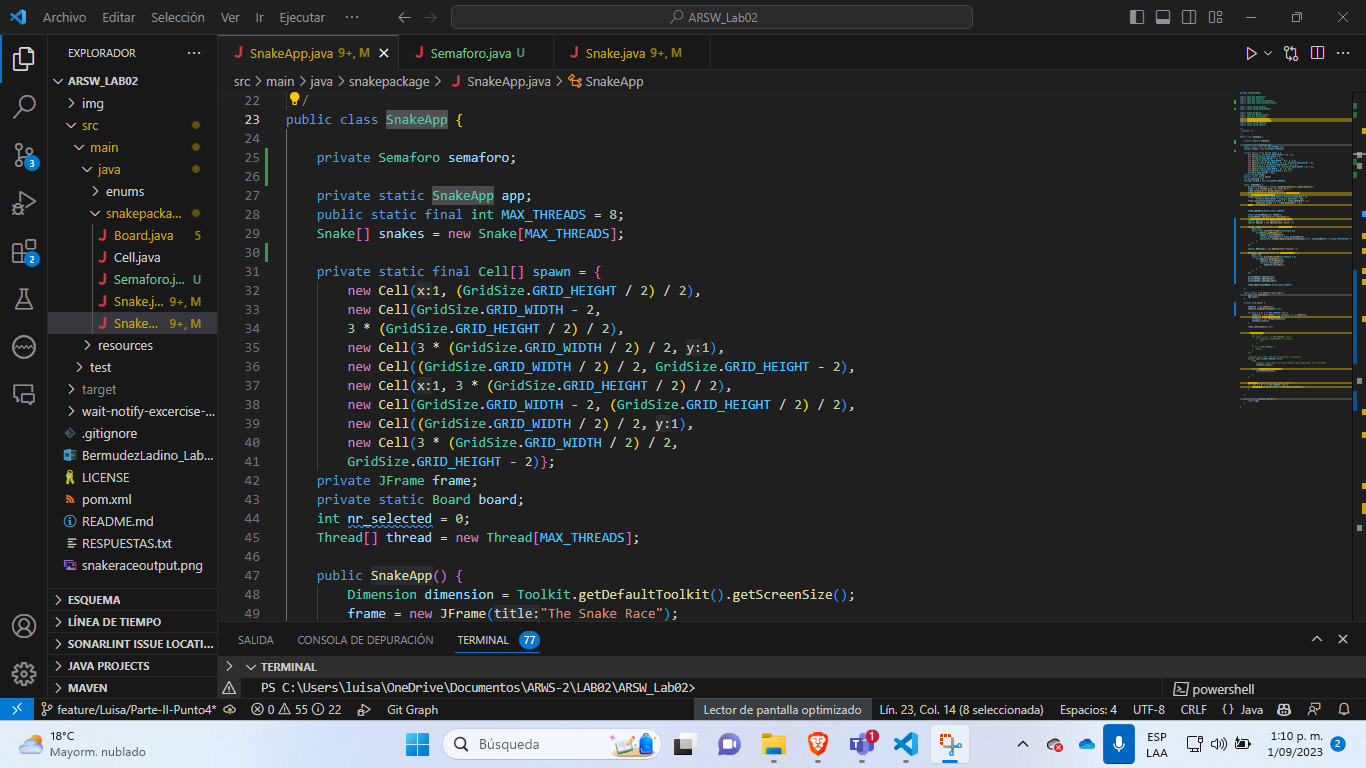 Archivo Editar Selección Ver Ir Ejecutar ··· ARSW_Lab02
EXPLORADOR ···
ARSW_LAB02
img
src
main
java
enums
snakepacka...
Board.java 5
Cell.java
Semaforo.j... U
Snake.j... 9+, M
Snake... 9+, M
resources
test
target
wait-notify-excercise-...
.gitignore
BermudezLadino_Lab...
LICENSE
pom.xml
README.md
RESPUESTAS.txt
snakeraceoutput.png
ESQUEMA
LÍNEA DE TIEMPO
SONARLINT ISSUE LOCATI...
JAVA PROJECTS
MAVEN
3
2
SnakeApp.java 9+, M Semaforo.java U Snake.java 9+, M
src > main > java > snakepackage > SnakeApp.java > SnakeApp
22 /
23 public class SnakeApp {
24
25 private Semaforo semaforo;
26
27 private static SnakeApp app;
28 public static final int MAX_THREADS = 8;
29 Snake[] snakes = new Snake[MAX_THREADS];
30
31 private static final Cell[] spawn = {
32 new Cell(x:1, (GridSize.GRID_HEIGHT / 2) / 2),
33 new Cell(GridSize.GRID_WIDTH - 2,
34 3 * (GridSize.GRID_HEIGHT / 2) / 2),
35 new Cell(3 * (GridSize.GRID_WIDTH / 2) / 2, y:1),
36 new Cell((GridSize.GRID_WIDTH / 2) / 2, GridSize.GRID_HEIGHT - 2),
37 new Cell(x:1, 3 * (GridSize.GRID_HEIGHT / 2) / 2),
38 new Cell(GridSize.GRID_WIDTH - 2, (GridSize.GRID_HEIGHT / 2) / 2),
39 new Cell((GridSize.GRID_WIDTH / 2) / 2, y:1),
40 new Cell(3 * (GridSize.GRID_WIDTH / 2) / 2,
41 GridSize.GRID_HEIGHT - 2)};
42 private JFrame frame;
43 private static Board board;
44 int nr_selected = 0;
45 Thread[] thread = new Thread[MAX_THREADS];
46
47 public SnakeApp() {
48 Dimension dimension = Toolkit.getDefaultToolkit().getScreenSize();
49 frame = new JFrame(title:"The Snake Race");
SALIDA CONSOLA DE DEPURACIÓN TERMINAL 77
TERMINAL
PS C:\Users\luisa\OneDrive\Documentos\ARWS-2\LAB02\ARSW_Lab02>
powershell
feature/Luisa/Parte-II-Punto4* 0 55 22 Git Graph Lector de pantalla optimizado Lín. 23, Col. 14 (8 seleccionada) Espacios: 4 UTF-8 CRLF {} Java
18°C
Mayorm. nublado
Búsqueda
1
ESP
LAA
1:10 p. m.
1/09/2023
2